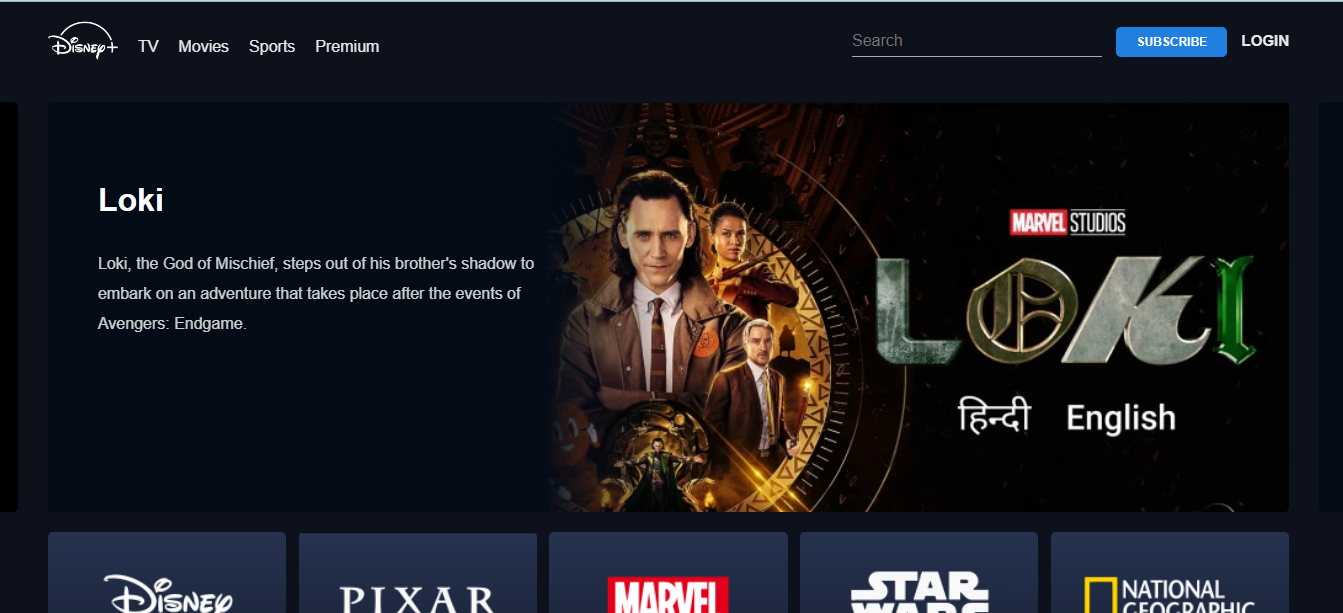 Disney+ TV Movies Sports Premium Search SUBSCRIBE LOGIN
Loki
Loki, the God of Mischief, steps out of his brother's shadow to
embark on an adventure that takes place after the events of
Avengers: Endgame.
MARVEL STUDIOS
LOKI
हिन्दी English
Disney PIXAR MARVEL STAR WARS NATIONAL GEOGRAPHIC